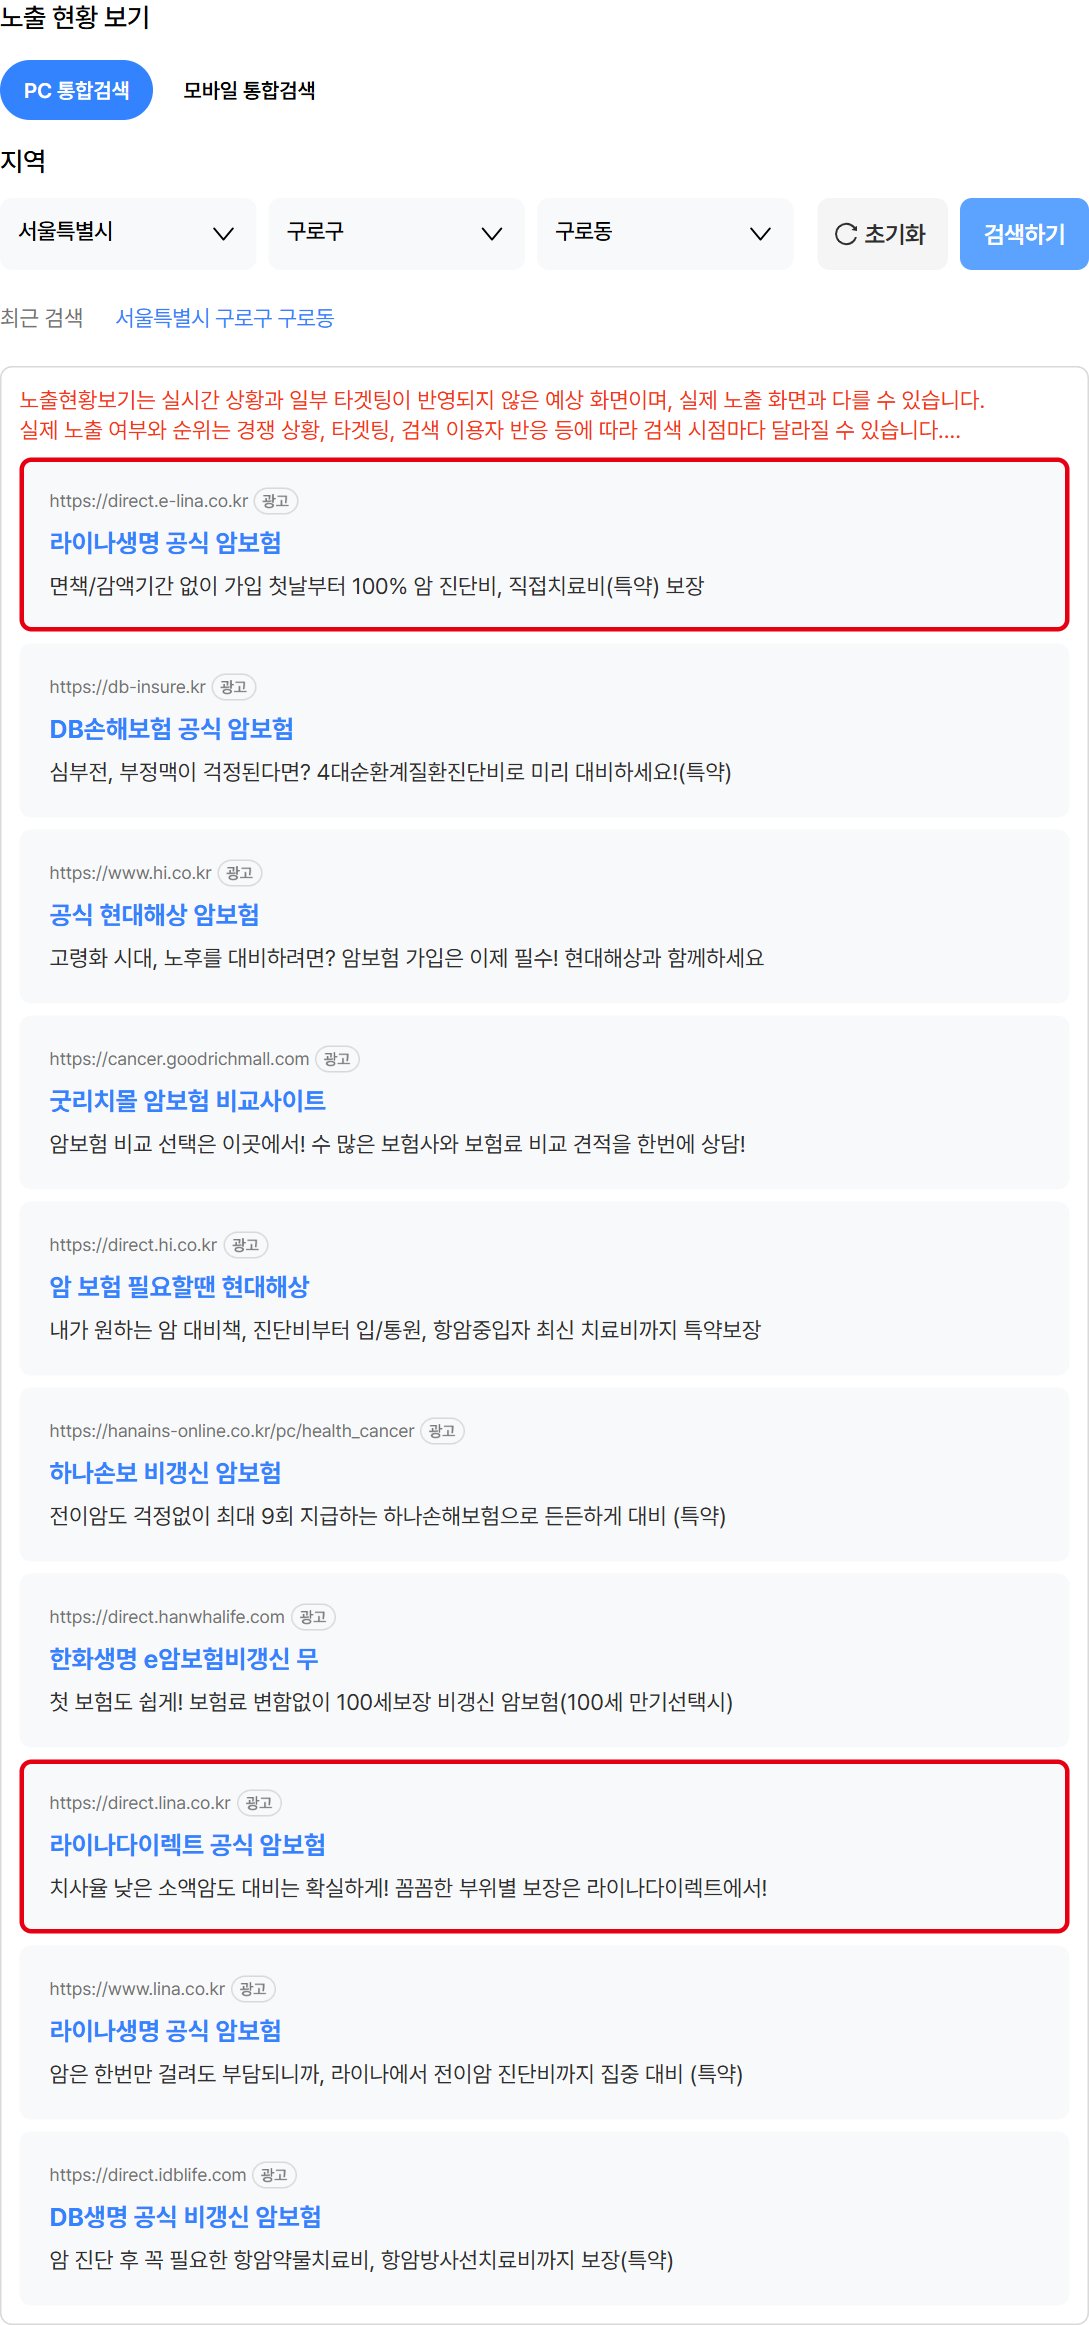 노출 현황 보기
PC 통합검색 모바일 통합검색
지역
서울특별시 구로구 구로동 초기화 검색하기
최근 검색 서울특별시 구로구 구로동
노출현황보기는 실시간 상황과 일부 타겟팅이 반영되지 않은 예상 화면이며, 실제 노출 화면과 다를 수 있습니다.
실제 노출 여부와 순위는 경쟁 상황, 타겟팅, 검색 이용자 반응 등에 따라 검색 시점마다 달라질 수 있습니다....
https://direct.e-lina.co.kr 광고
라이나생명 공식 암보험
면책/감액기간 없이 가입 첫날부터 100% 암 진단비, 직접치료비(특약) 보장
https://db-insure.kr 광고
DB손해보험 공식 암보험
심부전, 부정맥이 걱정된다면? 4대순환계질환진단비로 미리 대비하세요!(특약)
https://www.hi.co.kr 광고
공식 현대해상 암보험
고령화 시대, 노후를 대비하려면? 암보험 가입은 이제 필수! 현대해상과 함께하세요
https://cancer.goodrichmall.com 광고
굿리치몰 암보험 비교사이트
암보험 비교 선택은 이곳에서! 수 많은 보험사와 보험료 비교 견적을 한번에 상담!
https://direct.hi.co.kr 광고
암 보험 필요할땐 현대해상
내가 원하는 암 대비책, 진단비부터 입/통원, 항암중입자 최신 치료비까지 특약보장
https://hanains-online.co.kr/pc/health_cancer 광고
하나손보 비갱신 암보험
전이암도 걱정없이 최대 9회 지급하는 하나손해보험으로 든든하게 대비 (특약)
https://direct.hanwhalife.com 광고
한화생명 e암보험비갱신 무
첫 보험도 쉽게! 보험료 변함없이 100세보장 비갱신 암보험(100세 만기선택시)
https://direct.lina.co.kr 광고
라이나다이렉트 공식 암보험
치사율 낮은 소액암도 대비는 확실하게! 꼼꼼한 부위별 보장은 라이나다이렉트에서!
https://www.lina.co.kr 광고
라이나생명 공식 암보험
암은 한번만 걸려도 부담되니까, 라이나에서 전이암 진단비까지 집중 대비 (특약)
https://direct.idblife.com 광고
DB생명 공식 비갱신 암보험
암 진단 후 꼭 필요한 항암약물치료비, 항암방사선치료비까지 보장(특약)